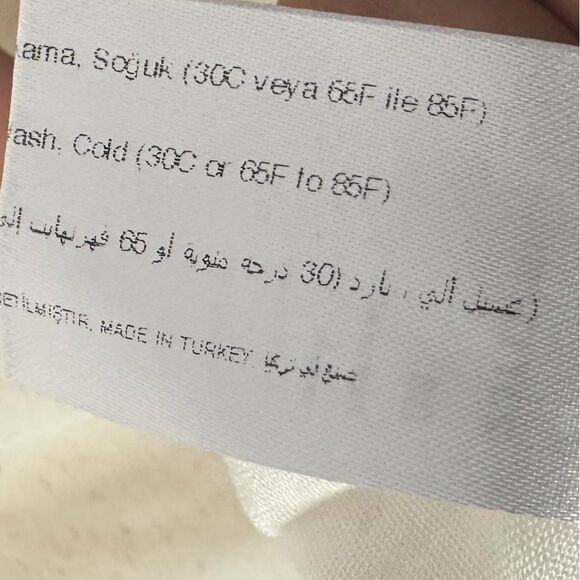 ama, Soğuk (30C veya 65F ile 85F)
ash, Cold (30C or 65F to 85F)
(غسيل آلي ، بارد (30 درجة مئوية أو 65 فهرنهايت إلى
ETİLMİŞTİR. MADE IN TURKEY. صنع في تركيا